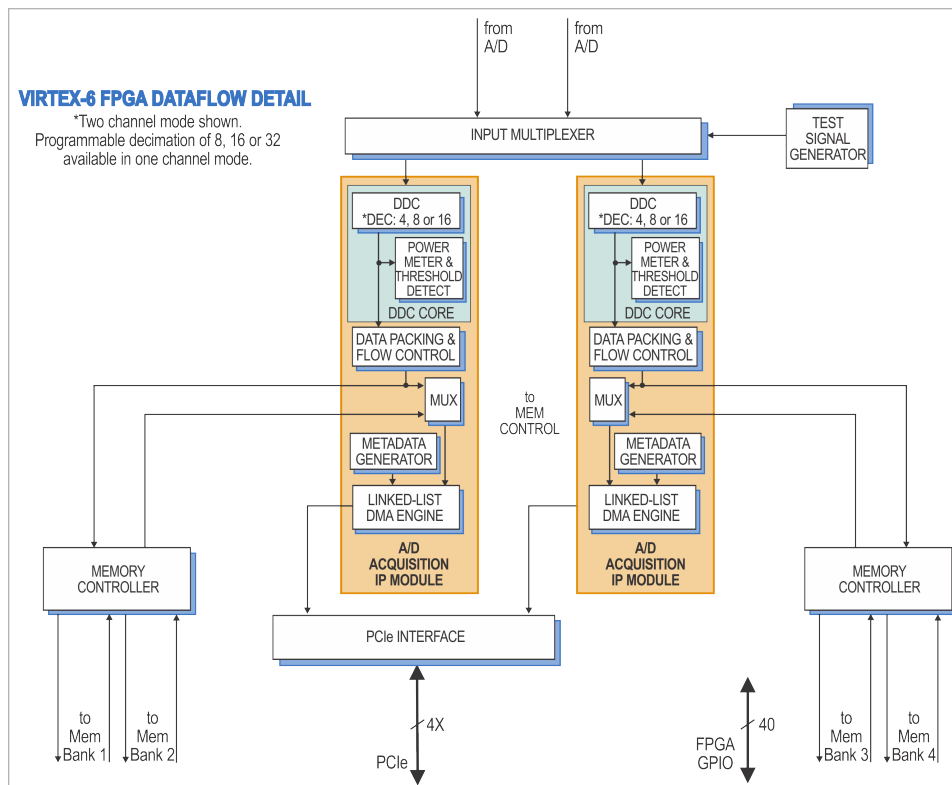 from
A/D
from
A/D
VIRTEX-6 FPGA DATAFLOW DETAIL
*Two channel mode shown.
Programmable decimation of 8, 16 or 32
available in one channel mode.
INPUT MULTIPLEXER
TEST
SIGNAL
GENERATOR
DDC
*DEC: 4, 8 or 16
POWER
METER &
THRESHOLD
DETECT
DDC CORE
DATA PACKING &
FLOW CONTROL
MUX
METADATA
GENERATOR
LINKED-LIST
DMA ENGINE
A/D
ACQUISITION
IP MODULE
to
MEM
CONTROL
DDC
*DEC: 4, 8 or 16
POWER
METER &
THRESHOLD
DETECT
DDC CORE
DATA PACKING &
FLOW CONTROL
MUX
METADATA
GENERATOR
LINKED-LIST
DMA ENGINE
A/D
ACQUISITION
IP MODULE
MEMORY
CONTROLLER
MEMORY
CONTROLLER
PCIe INTERFACE
to
Mem
Bank 1
to
Mem
Bank 2
4X
PCIe
40
FPGA
GPIO
to
Mem
Bank 3
to
Mem
Bank 4